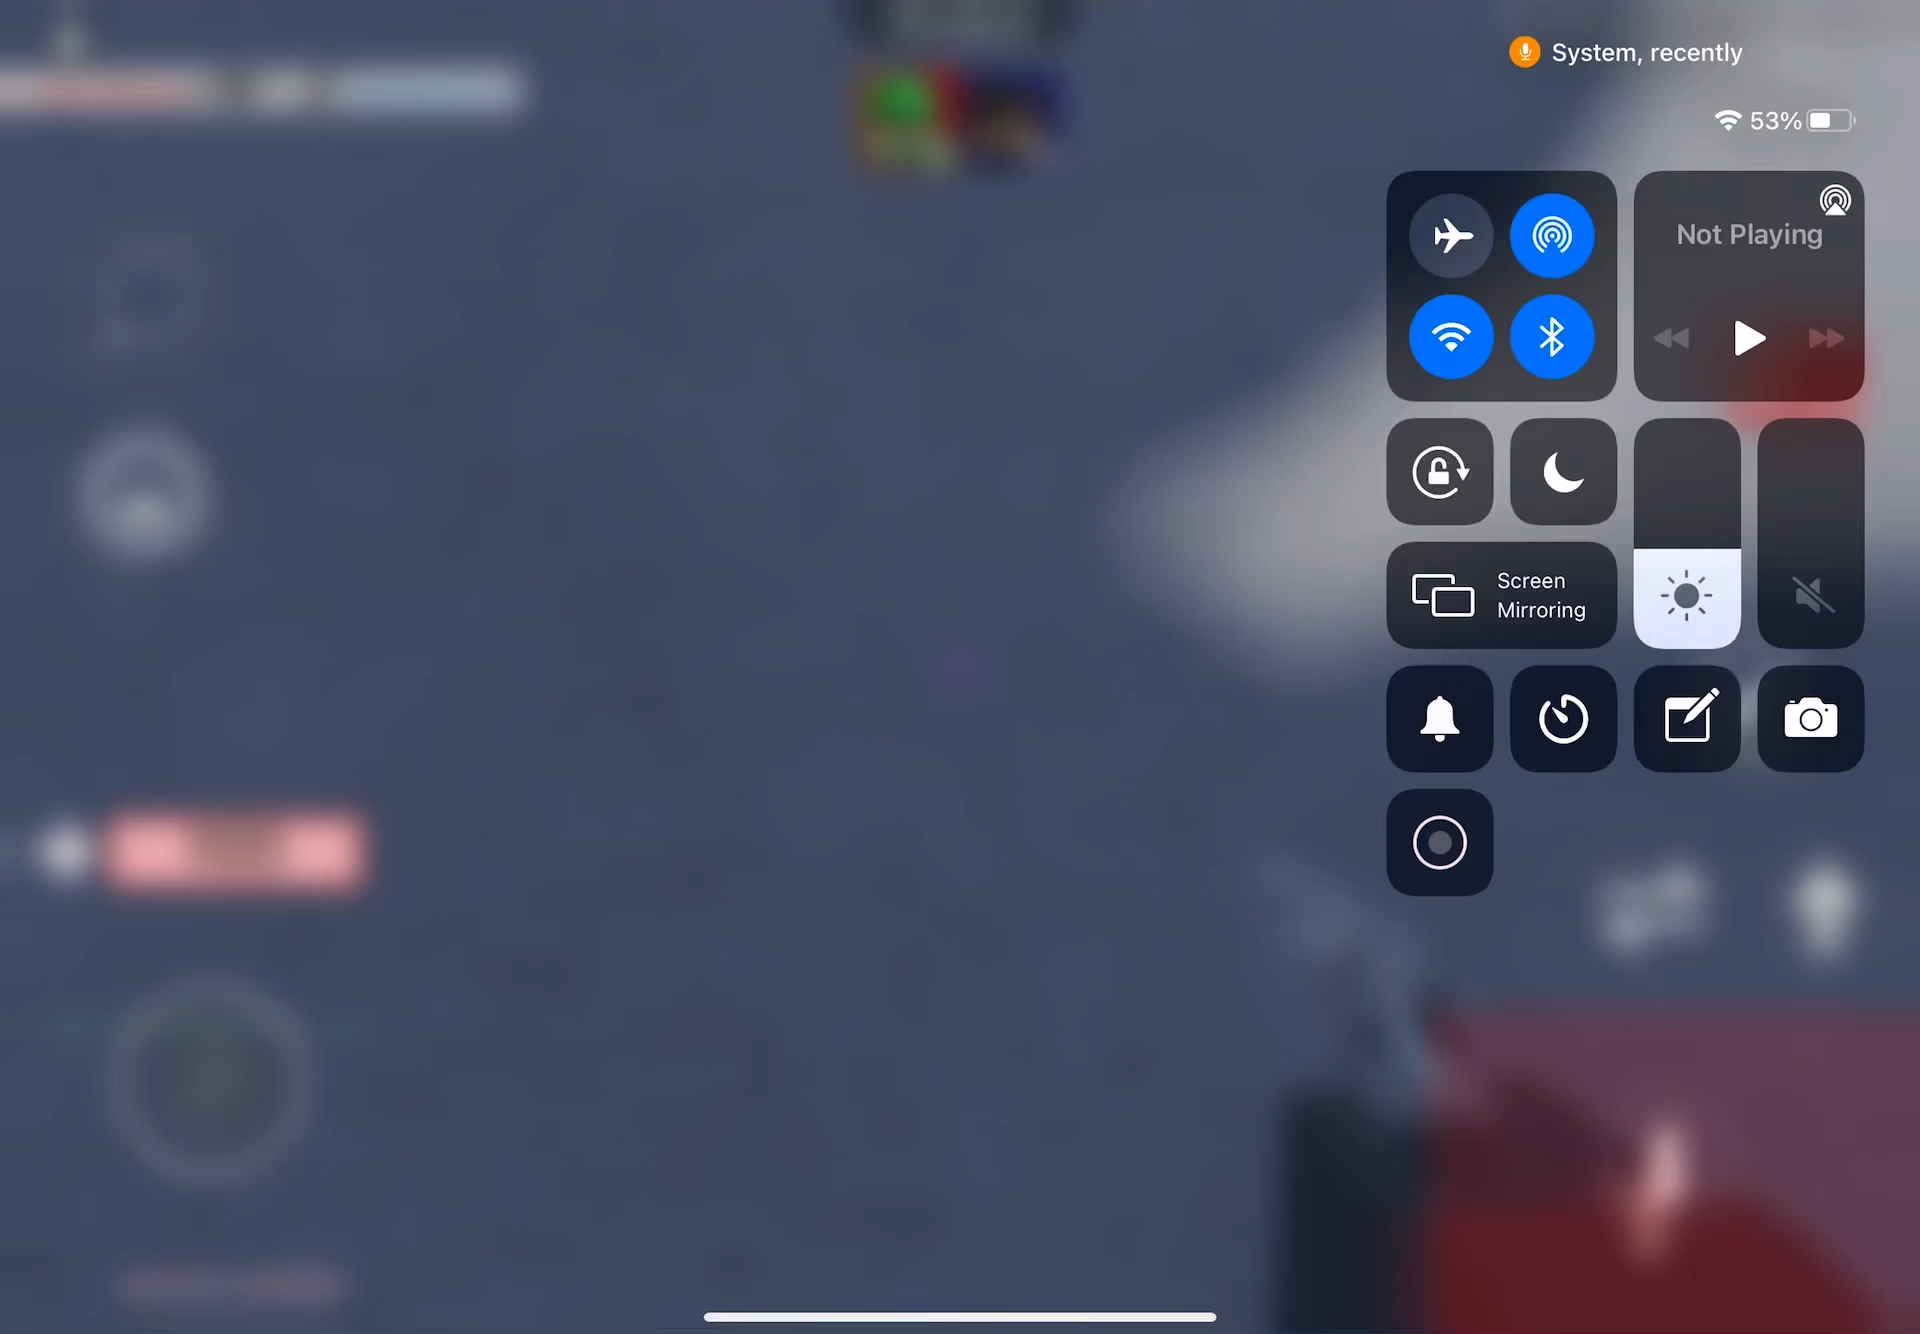 System, recently
53%
Not Playing
Screen
Mirroring